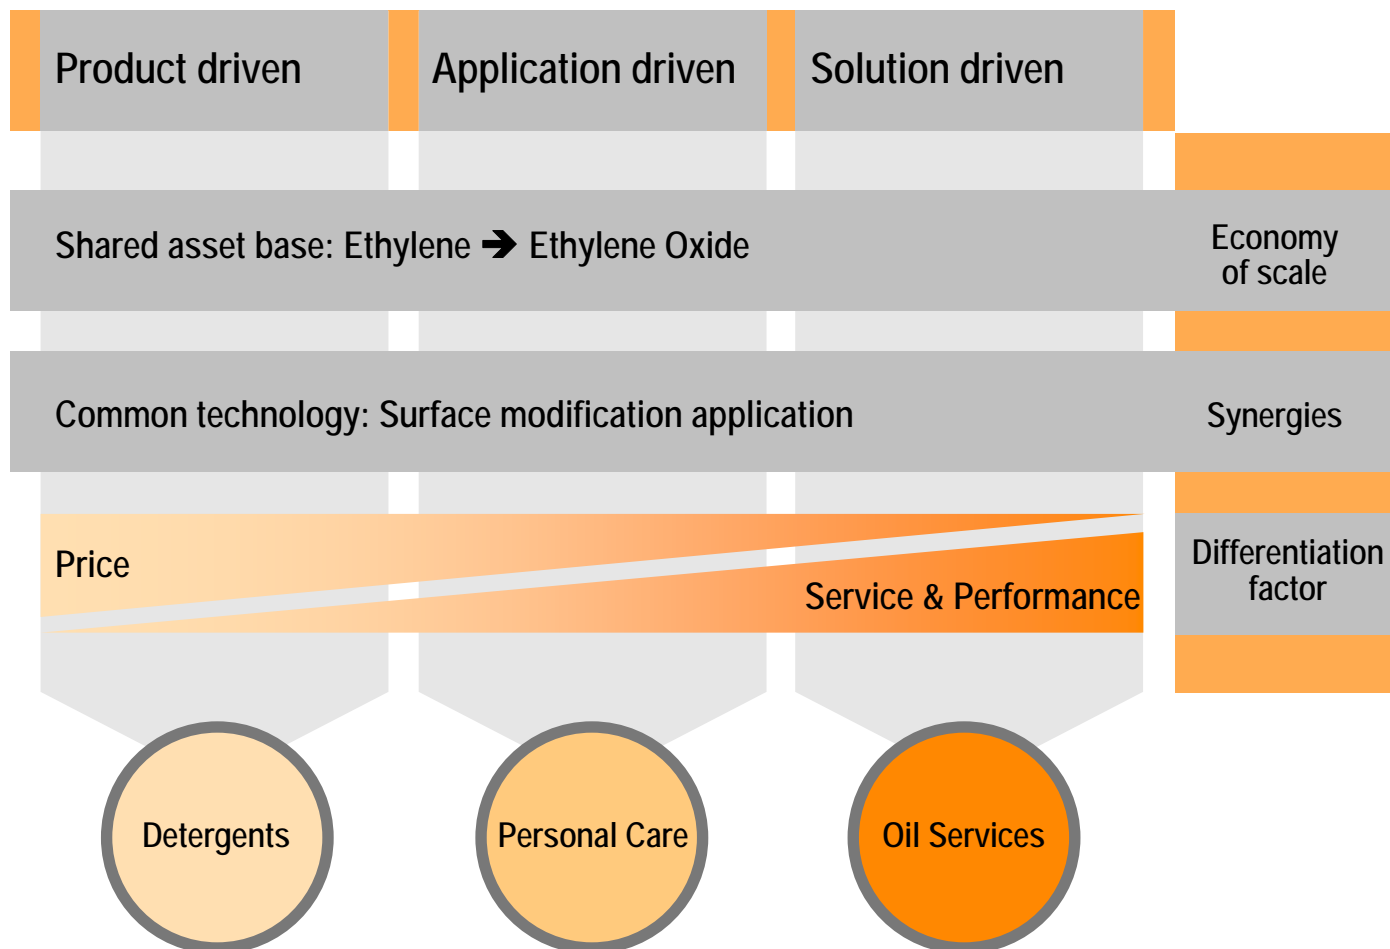 Product driven
Application driven
Solution driven
Shared asset base: Ethylene ➔ Ethylene Oxide
Economy
of scale
Common technology: Surface modification application
Synergies
Price
Service & Performance
Differentiation
factor
Detergents
Personal Care
Oil Services